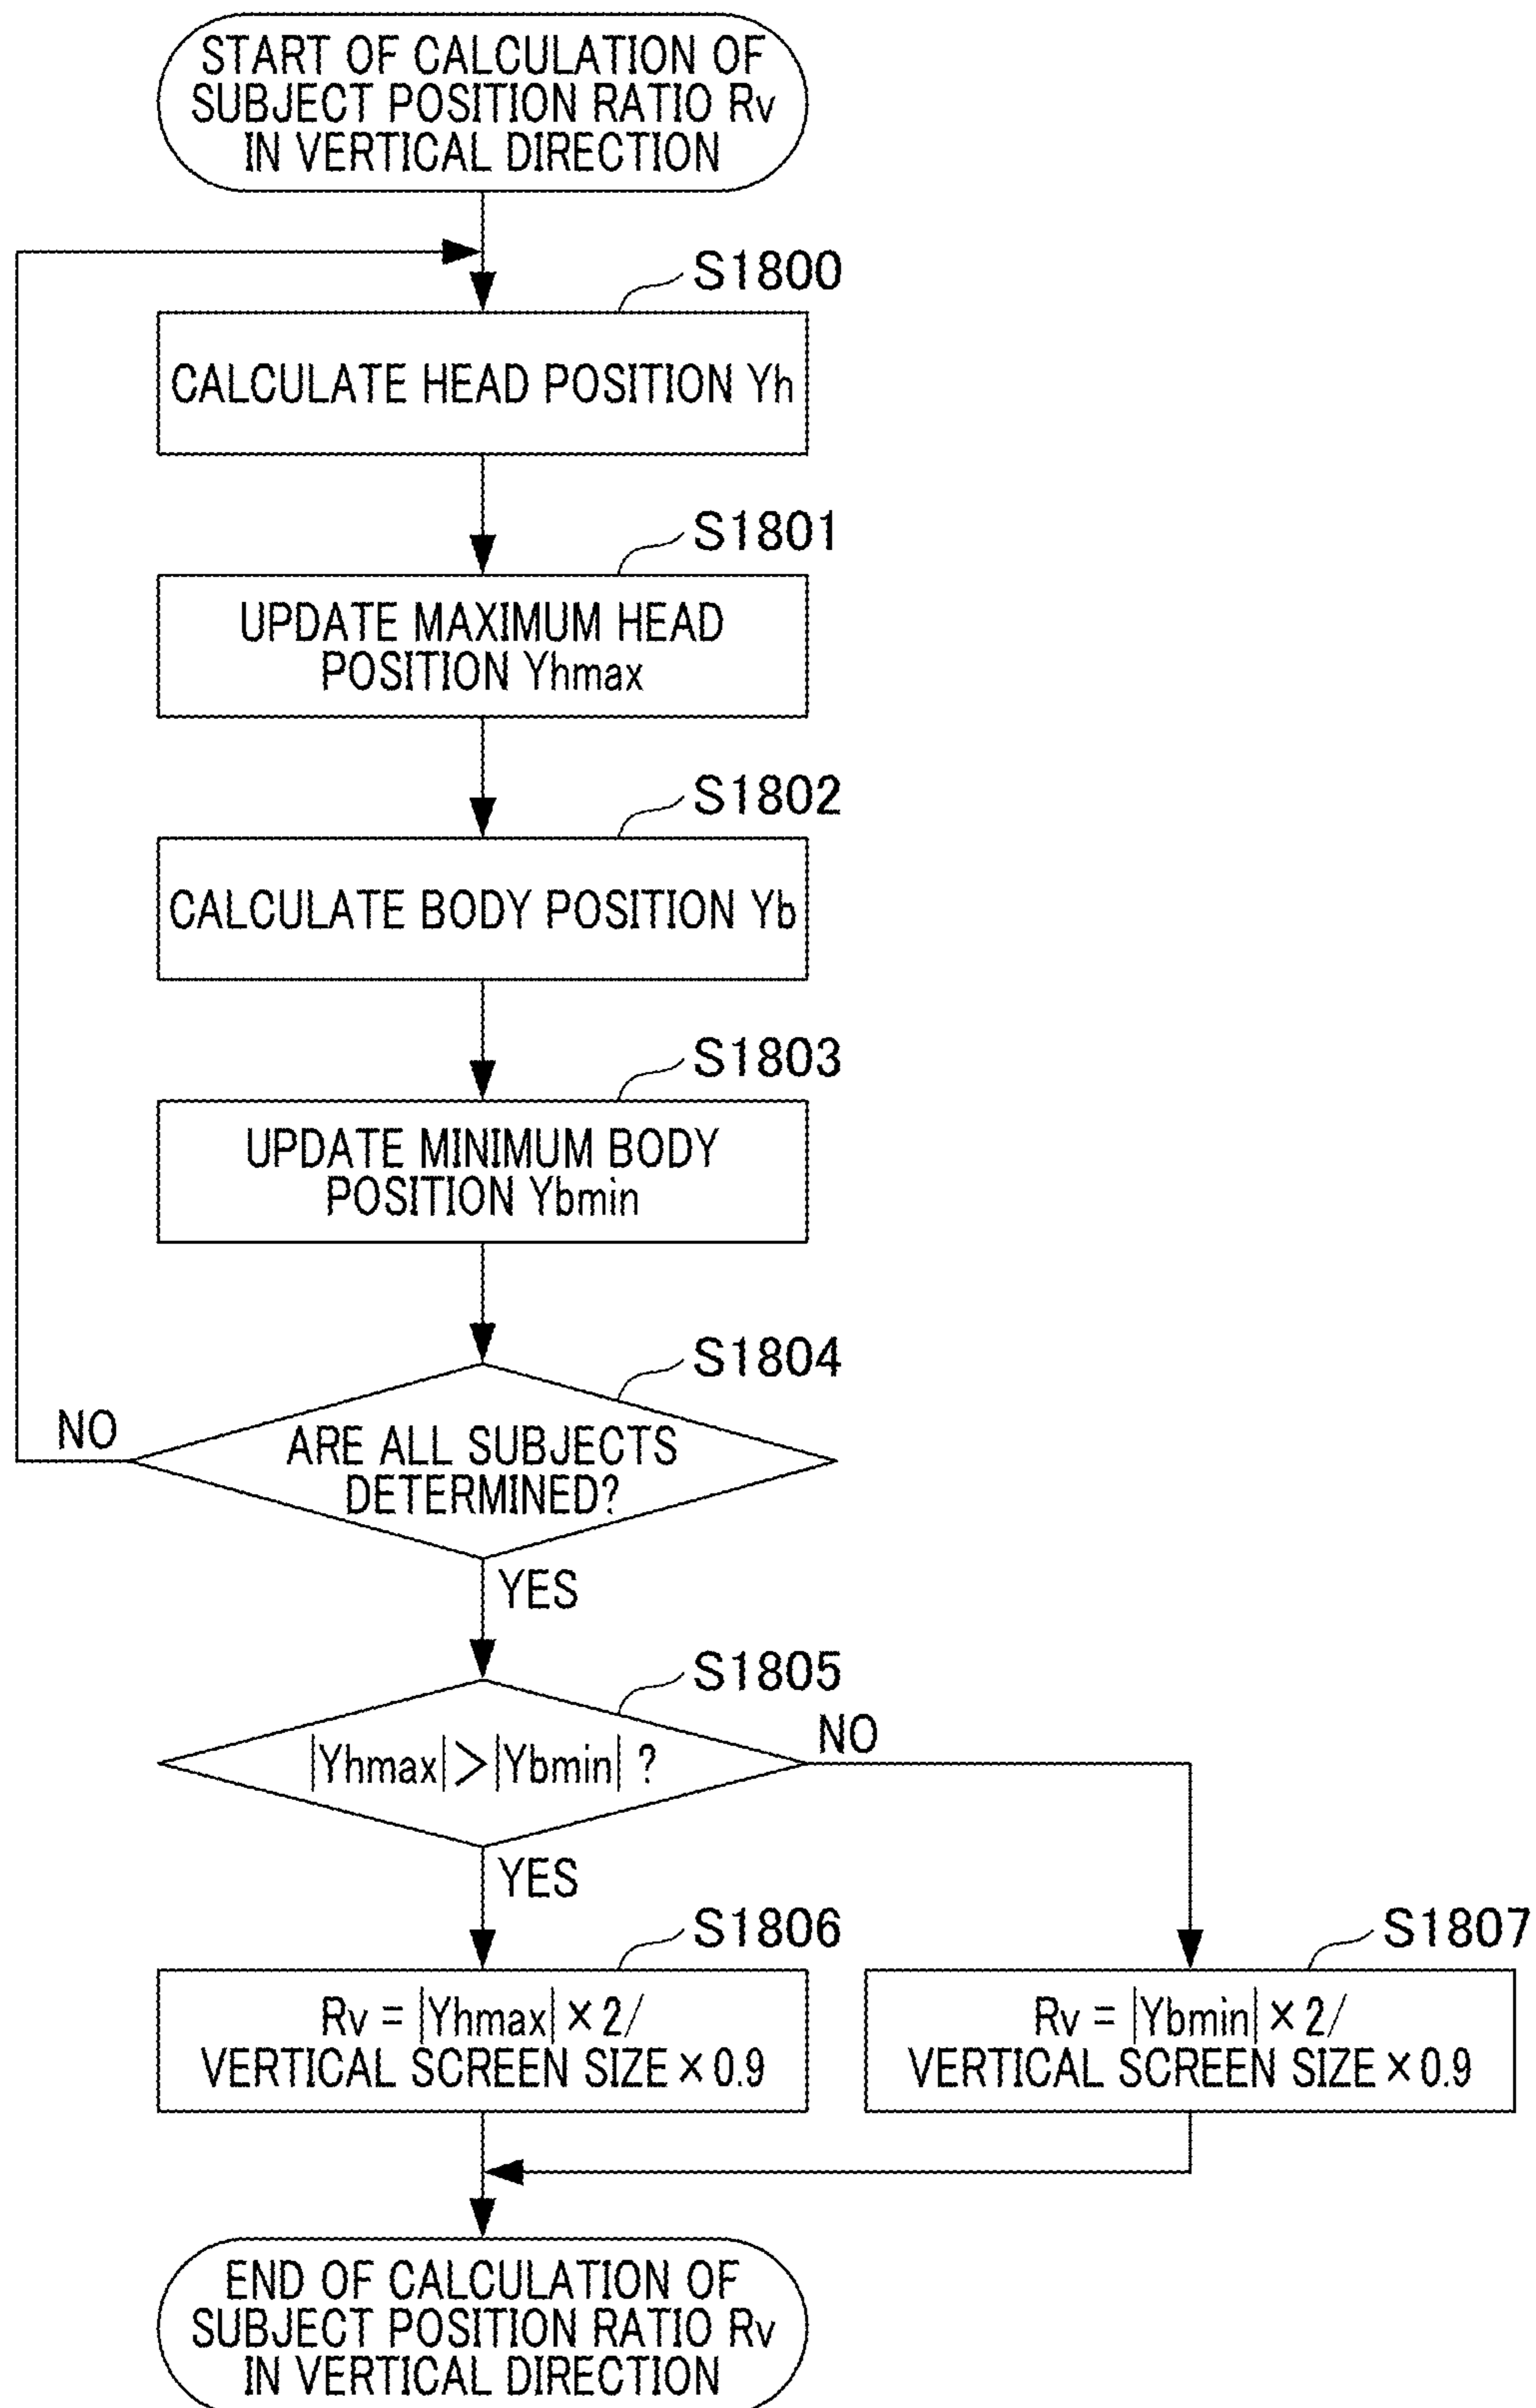 START OF CALCULATION OF
SUBJECT POSITION RATIO Rv
IN VERTICAL DIRECTION
S1800
CALCULATE HEAD POSITION Yh
S1801
UPDATE MAXIMUM HEAD
POSITION Yhmax
S1802
CALCULATE BODY POSITION Yb
S1803
UPDATE MINIMUM BODY
POSITION Ybmin
S1804
NO
ARE ALL SUBJECTS
DETERMINED?
YES
S1805
|Yhmax|>|Ybmin| ?
NO
YES
S1806
Rv = |Yhmax|×2/
VERTICAL SCREEN SIZE×0.9
S1807
Rv = |Ybmin|×2/
VERTICAL SCREEN SIZE×0.9
END OF CALCULATION OF
SUBJECT POSITION RATIO Rv
IN VERTICAL DIRECTION